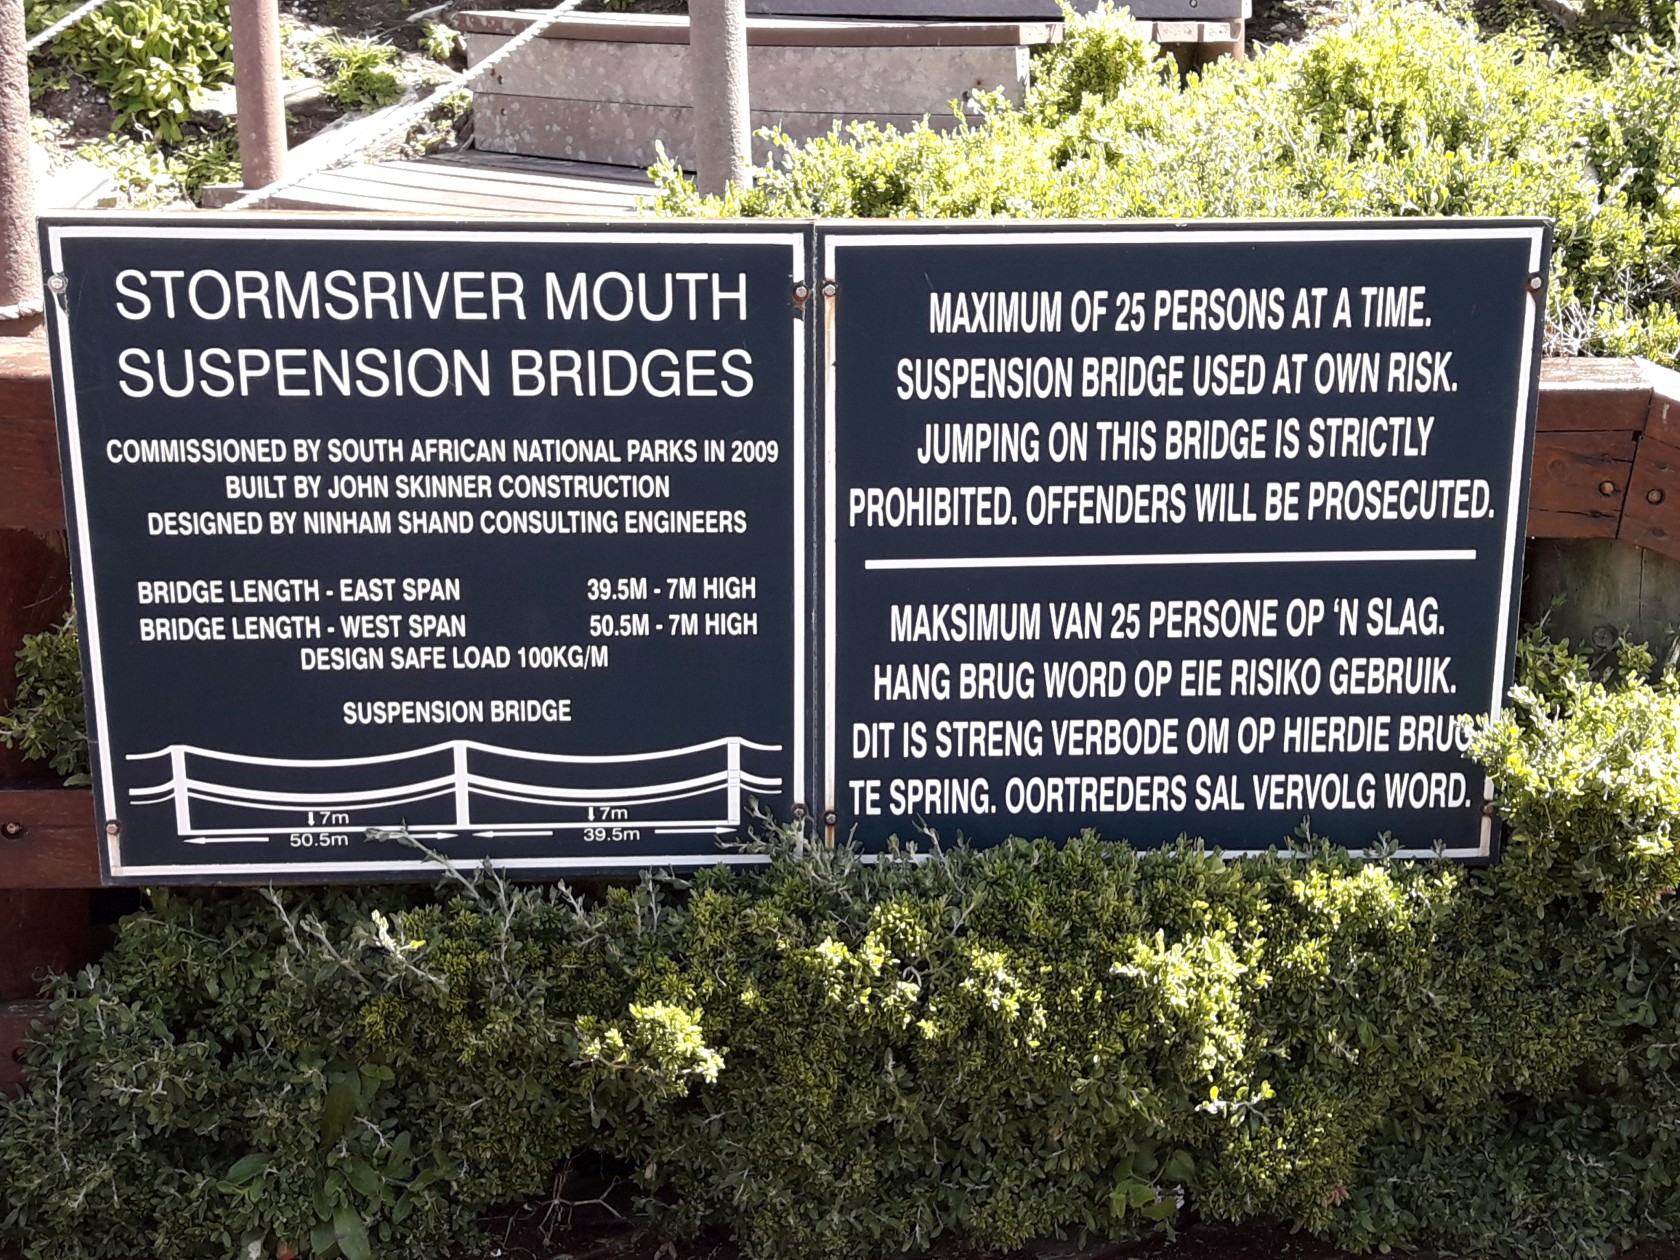 STORMSRIVER MOUTH
SUSPENSION BRIDGES
COMMISSIONED BY SOUTH AFRICAN NATIONAL PARKS IN 2009
BUILT BY JOHN SKINNER CONSTRUCTION
DESIGNED BY NINHAM SHAND CONSULTING ENGINEERS
BRIDGE LENGTH - EAST SPAN 39.5M - 7M HIGH
BRIDGE LENGTH - WEST SPAN 50.5M - 7M HIGH
DESIGN SAFE LOAD 100KG/M
SUSPENSION BRIDGE
7m 7m
50.5m 39.5m
MAXIMUM OF 25 PERSONS AT A TIME.
SUSPENSION BRIDGE USED AT OWN RISK.
JUMPING ON THIS BRIDGE IS STRICTLY
PROHIBITED. OFFENDERS WILL BE PROSECUTED.
MAKSIMUM VAN 25 PERSONE OP ‘N SLAG.
HANG BRUG WORD OP EIE RISIKO GEBRUIK.
DIT IS STRENG VERBODE OM OP HIERDIE BRUG
TE SPRING. OORTREDERS SAL VERVOLG WORD.